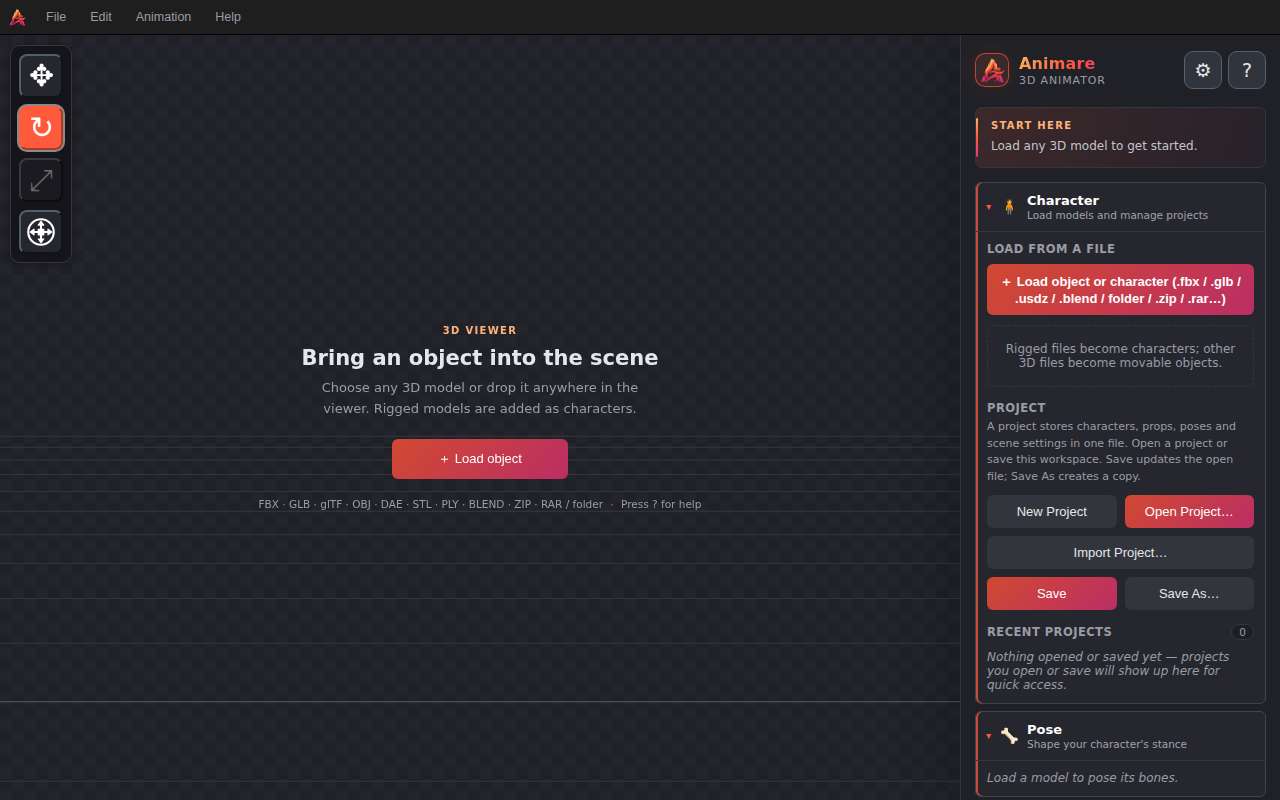 File Edit Animation Help
Animare
3D ANIMATOR
?
START HERE
Load any 3D model to get started.
Character
Load models and manage projects
LOAD FROM A FILE
+ Load object or character (.fbx / .glb /
.usdz / .blend / folder / .zip / .rar…)
Rigged files become characters; other
3D files become movable objects.
PROJECT
A project stores characters, props, poses and
scene settings in one file. Open a project or
save this workspace. Save updates the open
file; Save As creates a copy.
New Project Open Project…
Import Project…
Save Save As…
RECENT PROJECTS 0
Nothing opened or saved yet — projects
you open or save will show up here for
quick access.
Pose
Shape your character's stance
Load a model to pose its bones.
3D VIEWER
Bring an object into the scene
Choose any 3D model or drop it anywhere in the
viewer. Rigged models are added as characters.
+ Load object
FBX · GLB · glTF · OBJ · DAE · STL · PLY · BLEND · ZIP · RAR / folder · Press ? for help